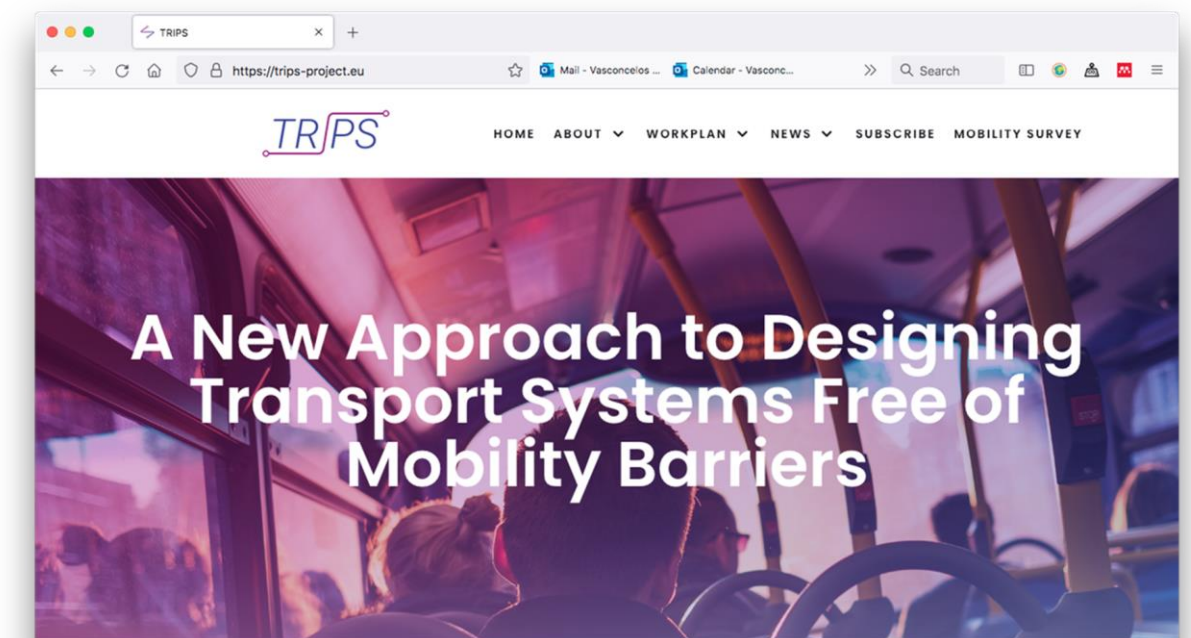 TRIPS
https://trips-project.eu
Mail - Vasconcelos ...
Calendar - Vasconc...
Search
TRIPS
HOME ABOUT WORKPLAN NEWS SUBSCRIBE MOBILITY SURVEY
A New Approach to Designing
Transport Systems Free of
Mobility Barriers